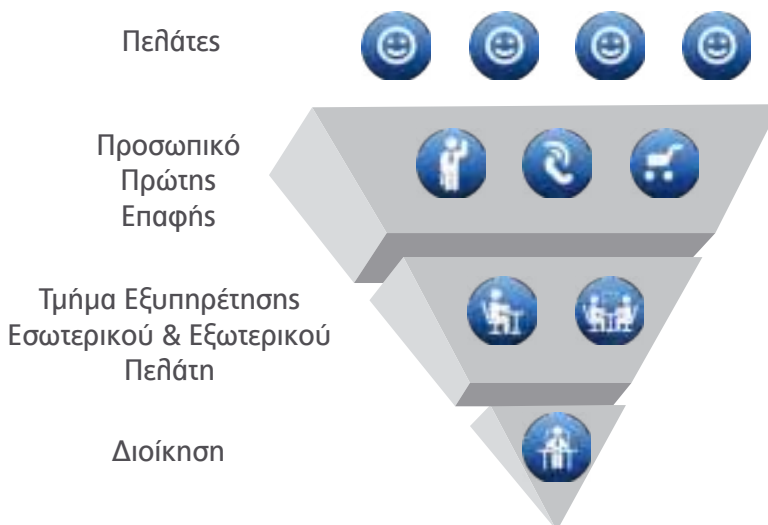 Πελάτες
Προσωπικό
Πρώτης
Επαφής
Τμήμα Εξυπηρέτησης
Εσωτερικού & Εξωτερικού
Πελάτη
Διοίκηση